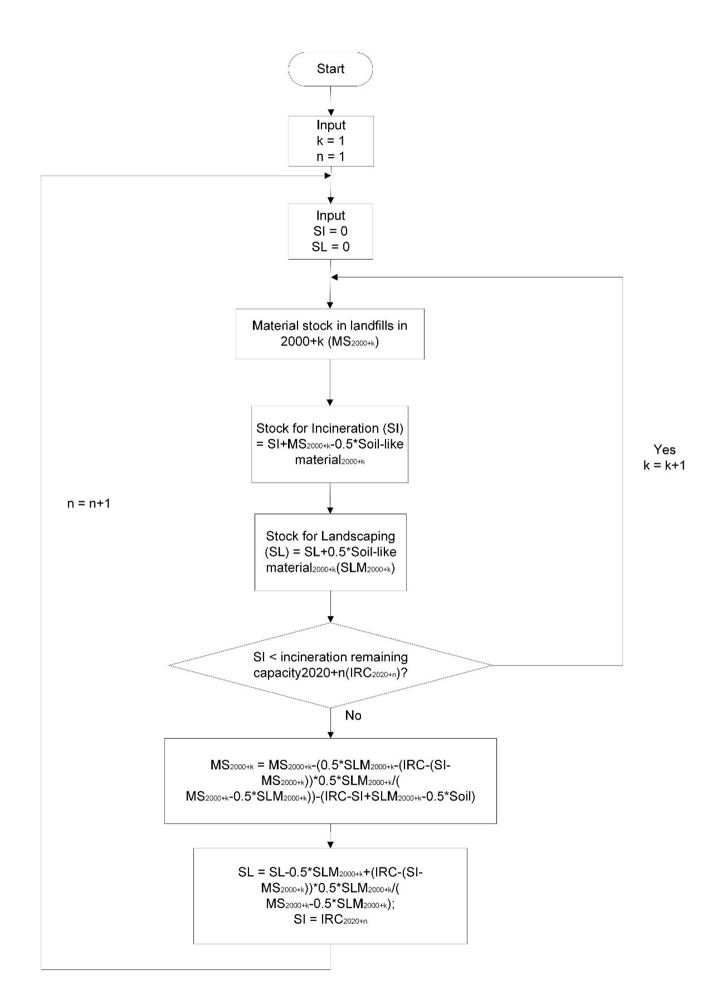 Start
Input
k = 1
n = 1
Input
SI = 0
SL = 0
Material stock in landfills in
2000+k (MS2000+k)
Stock for Incineration (SI)
= SI+MS2000+k-0.5*Soil-like
material2000+k
Yes
k = k+1
n = n+1
Stock for Landscaping
(SL) = SL+0.5*Soil-like
material2000+k(SLM2000+k)
SI < incineration remaining
capacity2020+n(IRC2020+n)?
No
MS2000+k = MS2000+k-(0.5*SLM2000+k-(IRC-(SI-
MS2000+k))*0.5*SLM2000+k/(
MS2000+k-0.5*SLM2000+k))-(IRC-SI+SLM2000+k-0.5*Soil)
SL = SL-0.5*SLM2000+k+(IRC-(SI-
MS2000+k))*0.5*SLM2000+k/(
MS2000+k-0.5*SLM2000+k);
SI = IRC2020+n